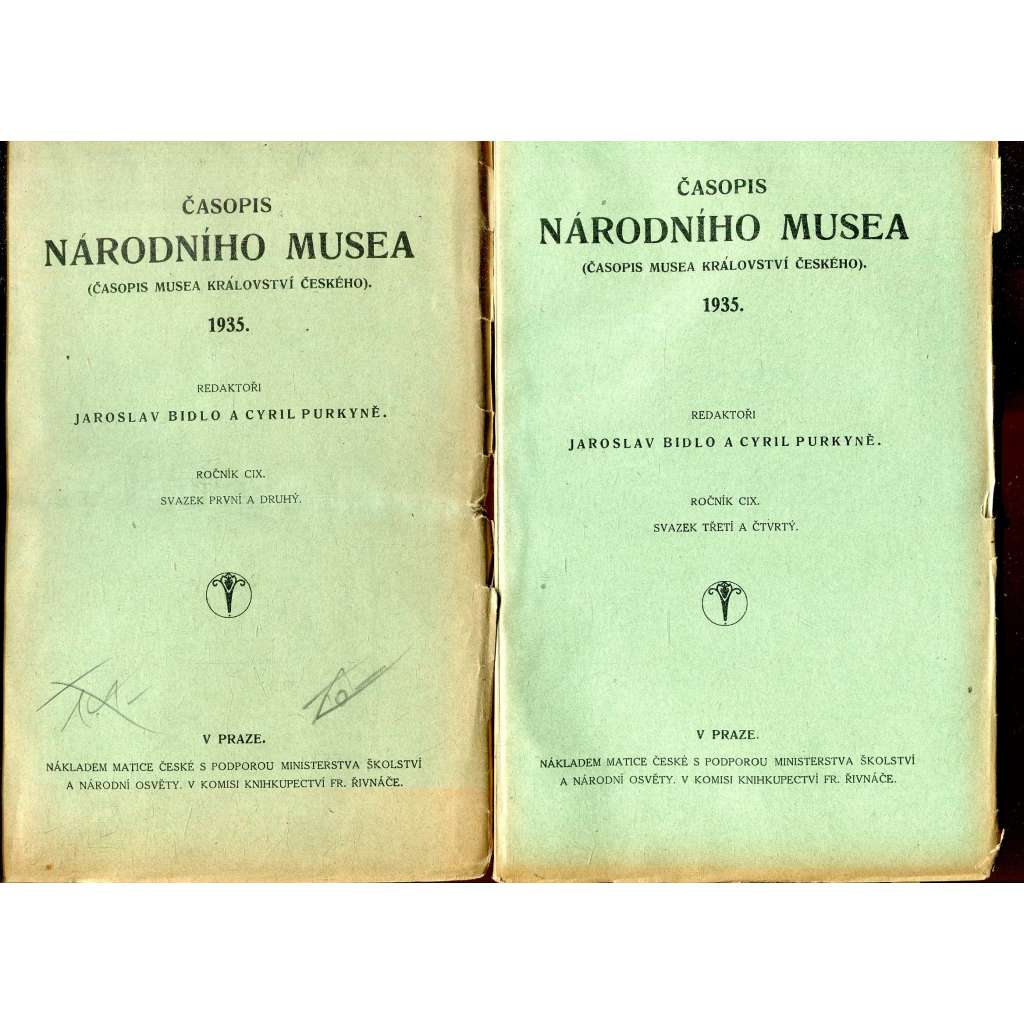 ČASOPIS
NÁRODNÍHO MUSEA
(ČASOPIS MUSEA KRÁLOVSTVÍ ČESKÉHO).
1935.
REDAKTOŘI
JAROSLAV BIDLO A CYRIL PURKYNĚ.
ROČNÍK CIX.
SVAZEK PRVNÍ A DRUHÝ.
V PRAZE.
NÁKLADEM MATICE ČESKÉ S PODPOROU MINISTERSTVA ŠKOLSTVÍ
A NÁRODNÍ OSVĚTY. V KOMISI KNIHKUPECTVÍ FR. ŘIVNÁČE.
ČASOPIS
NÁRODNÍHO MUSEA
(ČASOPIS MUSEA KRÁLOVSTVÍ ČESKÉHO).
1935.
REDAKTOŘI
JAROSLAV BIDLO A CYRIL PURKYNĚ.
ROČNÍK CIX.
SVAZEK TŘETÍ A ČTVRTÝ.
V PRAZE.
NÁKLADEM MATICE ČESKÉ S PODPOROU MINISTERSTVA ŠKOLSTVÍ
A NÁRODNÍ OSVĚTY. V KOMISI KNIHKUPECTVÍ FR. ŘIVNÁČE.